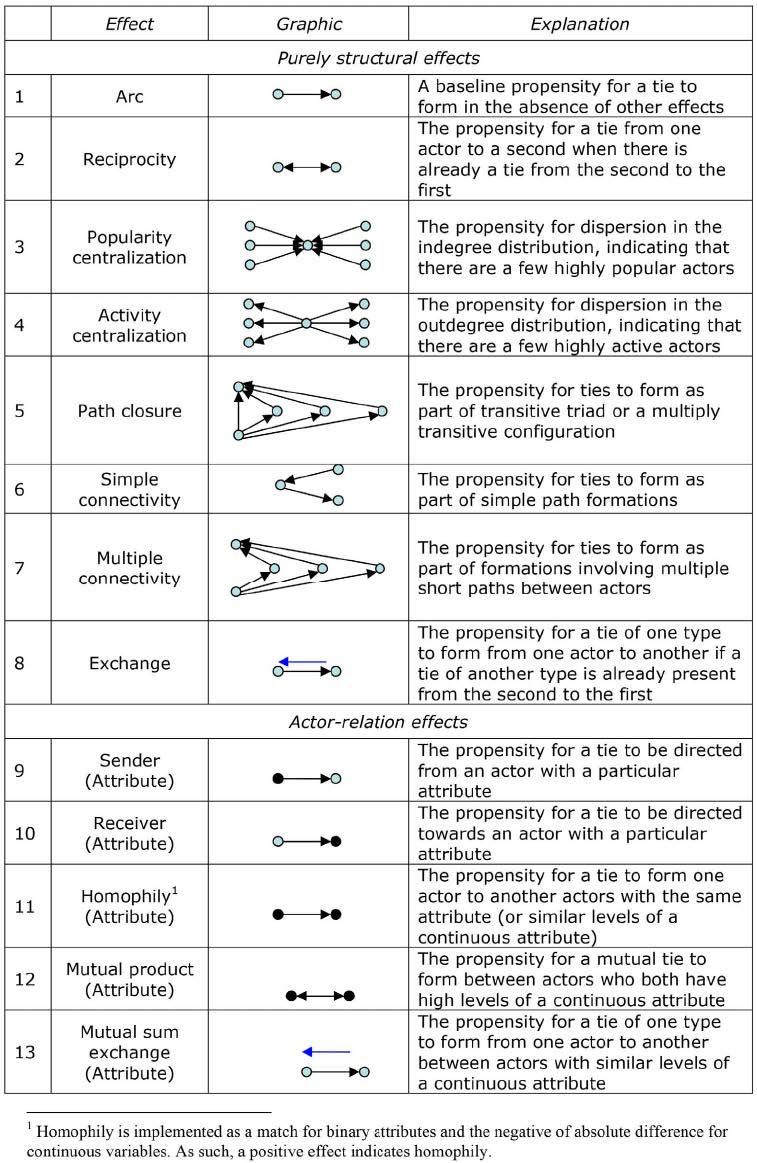 Effect Graphic Explanation
Purely structural effects
1 Arc A baseline propensity for a tie to
form in the absence of other effects
2 Reciprocity The propensity for a tie from one
actor to a second when there is
already a tie from the second to the
first
3 Popularity
centralization
The propensity for dispersion in the
indegree distribution, indicating that
there are a few highly popular actors
4 Activity
centralization
The propensity for dispersion in the
outdegree distribution, indicating that
there are a few highly active actors
5 Path closure The propensity for ties to form as
part of transitive triad or a multiply
transitive configuration
6 Simple
connectivity
The propensity for ties to form as
part of simple path formations
7 Multiple
connectivity
The propensity for ties to form as
part of formations involving multiple
short paths between actors
8 Exchange The propensity for a tie of one type
to form from one actor to another if a
tie of another type is already present
from the second to the first
Actor-relation effects
9 Sender
(Attribute)
The propensity for a tie to be directed
from an actor with a particular
attribute
10 Receiver
(Attribute)
The propensity for a tie to be directed
towards an actor with a particular
attribute
11 Homophily1
(Attribute)
The propensity for a tie to form one
actor to another actors with the same
attribute (or similar levels of a
continuous attribute)
12 Mutual product
(Attribute)
The propensity for a mutual tie to
form between actors who both have
high levels of a continuous attribute
13 Mutual sum
exchange
(Attribute)
The propensity for a tie of one type
to form from one actor to another
between actors with similar levels of
a continuous attribute
1 Homophily is implemented as a match for binary attributes and the negative of absolute difference for
continuous variables. As such, a positive effect indicates homophily.